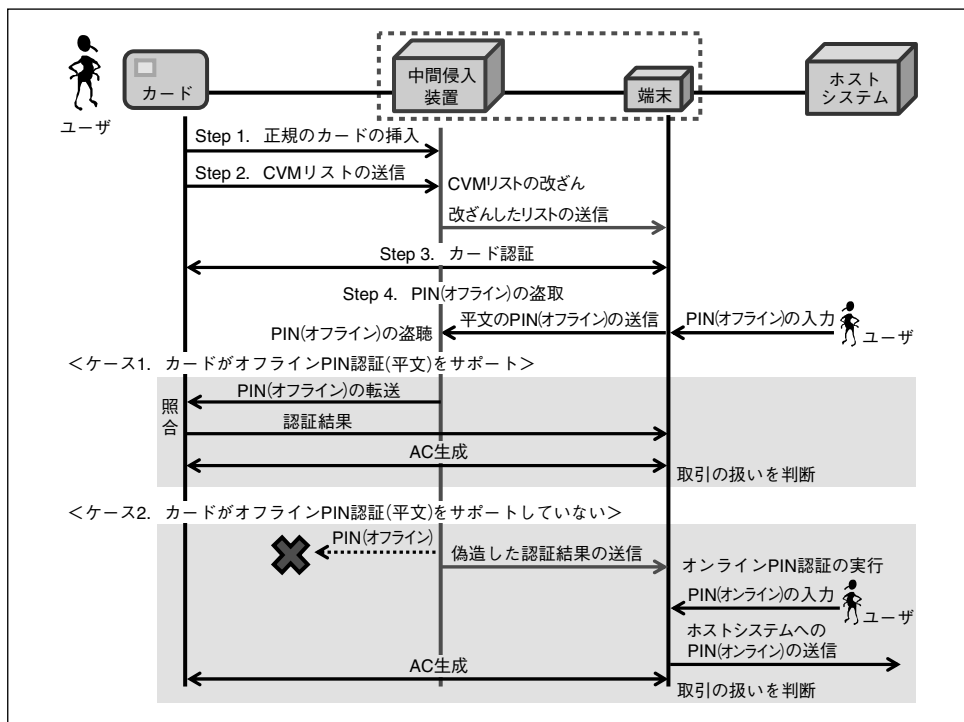 ユーザ
カード
中間侵入
装置
端末
ホスト
システム
Step 1. 正規のカードの挿入
Step 2. CVMリストの送信
CVMリストの改ざん
改ざんしたリストの送信
Step 3. カード認証
Step 4. PIN(オフライン)の盗取
PIN(オフライン)の盗聴
平文のPIN(オフライン)の送信
PIN(オフライン)の入力
ユーザ
<ケース1. カードがオフラインPIN認証(平文)をサポート>
照合
PIN(オフライン)の転送
認証結果
AC生成
取引の扱いを判断
<ケース2. カードがオフラインPIN認証(平文)をサポートしていない>
PIN(オフライン)
偽造した認証結果の送信
オンラインPIN認証の実行
PIN(オンライン)の入力
ユーザ
ホストシステムへの
PIN(オンライン)の送信
AC生成
取引の扱いを判断